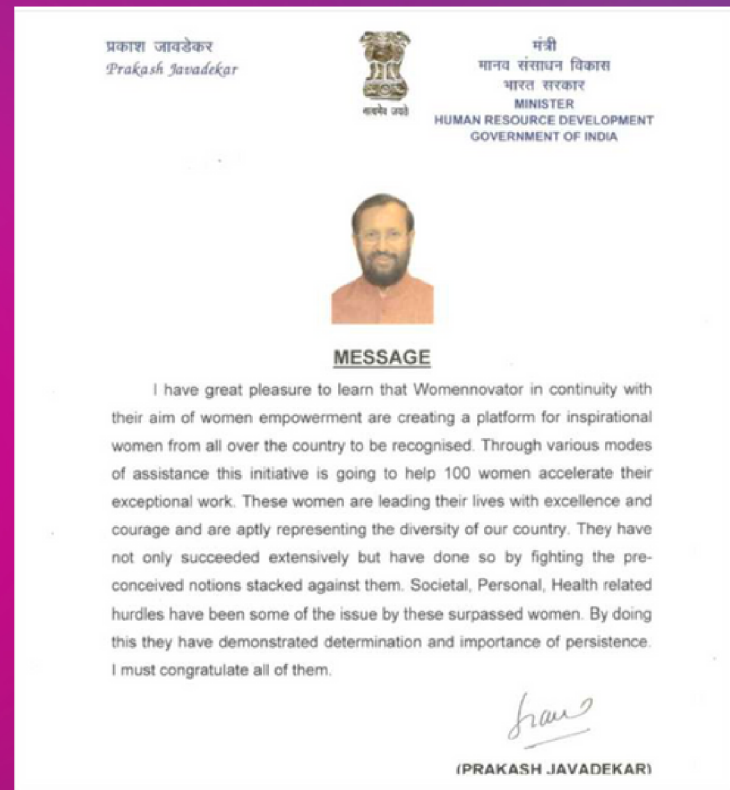 प्रकाश जावडेकर
Prakash Javadekar
सत्यमेव जयते
मंत्री
मानव संसाधन विकास
भारत सरकार
MINISTER
HUMAN RESOURCE DEVELOPMENT
GOVERNMENT OF INDIA
MESSAGE
I have great pleasure to learn that Womennovator in continuity with
their aim of women empowerment are creating a platform for inspirational
women from all over the country to be recognised. Through various modes
of assistance this initiative is going to help 100 women accelerate their
exceptional work. These women are leading their lives with excellence and
courage and are aptly representing the diversity of our country. They have
not only succeeded extensively but have done so by fighting the pre-
conceived notions stacked against them. Societal, Personal, Health related
hurdles have been some of the issue by these surpassed women. By doing
this they have demonstrated determination and importance of persistence.
I must congratulate all of them.
(PRAKASH JAVADEKAR)